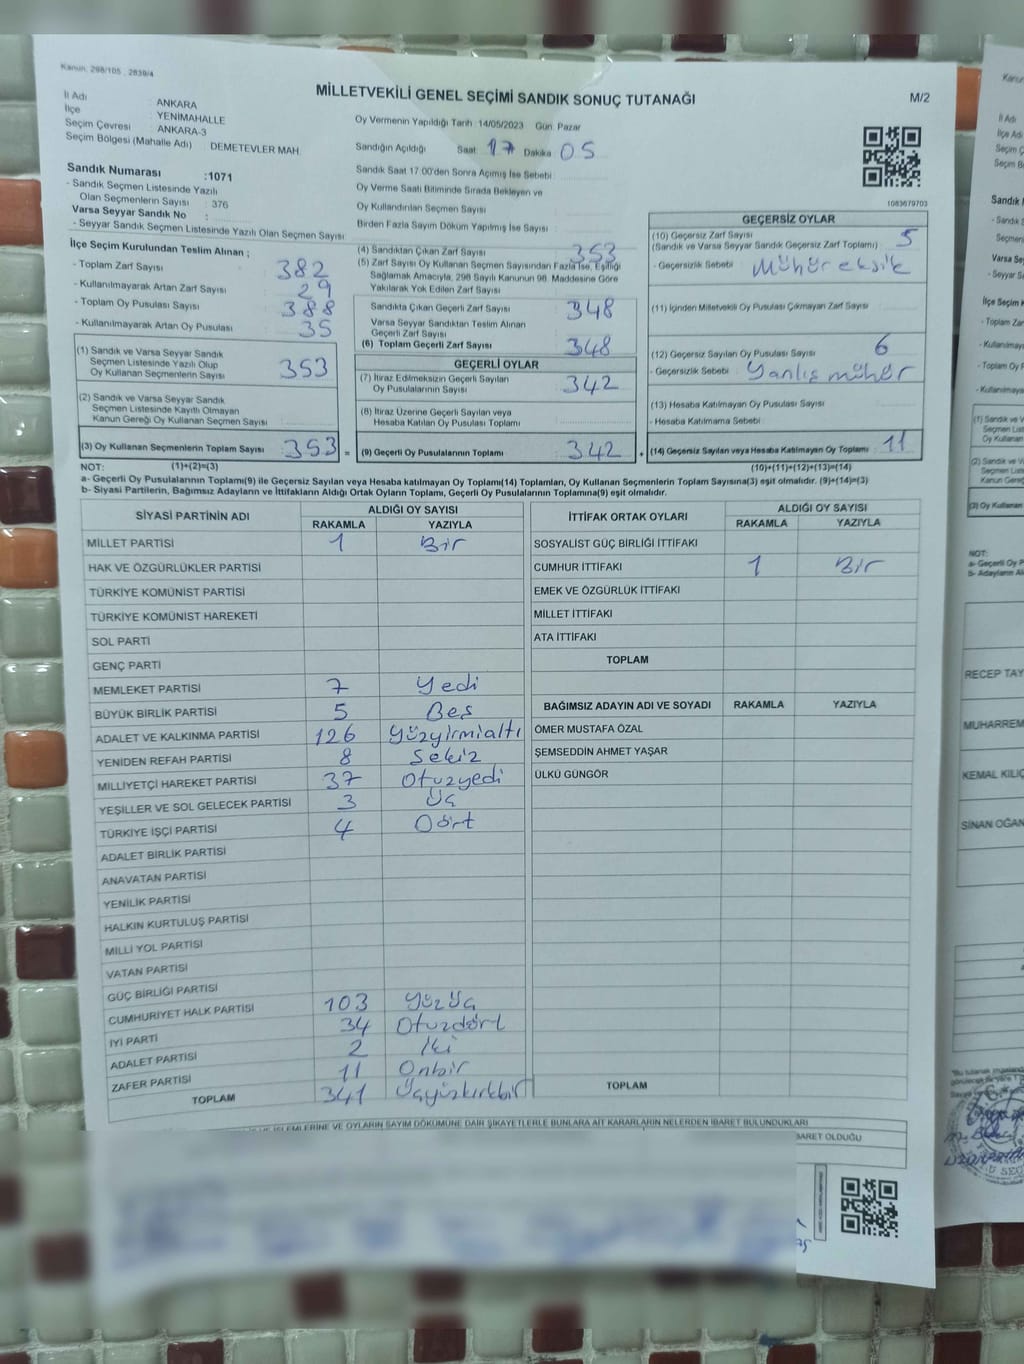 Kanun: 298/105 , 2839/4
MİLLETVEKİLİ GENEL SEÇİMİ SANDIK SONUÇ TUTANAĞI
M/2
İl Adı : ANKARA
İlçe : YENİMAHALLE
Seçim Çevresi : ANKARA-3
Seçim Bölgesi (Mahalle Adı) DEMETEVLER MAH.
Oy Vermenin Yapıldığı Tarih :14/05/2023 Gün: Pazar
Sandığın Açıldığı Saat: 17 Dakika 05
Sandık Saat 17:00'den Sonra Açılmış İse Sebebi :
Oy Verme Saati Bitiminde Sırada Bekleyen ve
Oy Kullandırılan Seçmen Sayısı
Birden Fazla Sayım Döküm Yapılmış İse Sayısı :
1083679703
Sandık Numarası :1071
- Sandık Seçmen Listesinde Yazılı
Olan Seçmenlerin Sayısı : 376
Varsa Seyyar Sandık No :
- Seyyar Sandık Seçmen Listesinde Yazılı Olan Seçmen Sayısı
İlçe Seçim Kurulundan Teslim Alınan ;
- Toplam Zarf Sayısı : 382
- Kullanılmayarak Artan Zarf Sayısı : 29
- Toplam Oy Pusulası Sayısı : 388
- Kullanılmayarak Artan Oy Pusulası : 35
(1) Sandık ve Varsa Seyyar Sandık
Seçmen Listesinde Yazılı Olup
Oy Kullanan Seçmenlerin Sayısı : 353
(2) Sandık ve Varsa Seyyar Sandık
Seçmen Listesinde Kayıtlı Olmayan
Kanun Gereği Oy Kullanan Seçmen Sayısı :
(3) Oy Kullanan Seçmenlerin Toplam Sayısı : 353 =
(4) Sandıktan Çıkan Zarf Sayısı : 353
(5) Zarf Sayısı Oy Kullanan Seçmen Sayısından Fazla İse, Eşitliği
Sağlamak Amacıyla, 298 Sayılı Kanunun 98. Maddesine Göre
Yakılarak Yok Edilen Zarf Sayısı
Sandıkta Çıkan Geçerli Zarf Sayısı : 348
Varsa Seyyar Sandıktan Teslim Alınan
Geçerli Zarf Sayısı
(6) Toplam Geçerli Zarf Sayısı : 348
GEÇERLİ OYLAR
(7) İtiraz Edilmeksizin Geçerli Sayılan
Oy Pusulalarının Sayısı : 342
(8) İtiraz Üzerine Geçerli Sayılan veya
Hesaba Katılan Oy Pusulası Toplamı :
(9) Geçerli Oy Pusulalarının Toplamı : 342 +
GEÇERSİZ OYLAR
(10) Geçersiz Zarf Sayısı
(Sandık ve Varsa Seyyar Sandık Geçersiz Zarf Toplamı) : 5
- Geçersizlik Sebebi : Mühür eksik
(11) İçinden Milletvekili Oy Pusulası Çıkmayan Zarf Sayısı :
(12) Geçersiz Sayılan Oy Pusulası Sayısı : 6
- Geçersizlik Sebebi : Yanlış mühür
(13) Hesaba Katılmayan Oy Pusulası Sayısı :
- Hesaba Katılmama Sebebi :
(14) Geçersiz Sayılan veya Hesaba Katılmayan Oy Toplamı : 11
NOT: (1)+(2)=(3) (10)+(11)+(12)+(13)=(14)
a- Geçerli Oy Pusulalarının Toplamı(9) ile Geçersiz Sayılan veya Hesaba katılmayan Oy Toplamı(14) Toplamları, Oy Kullanan Seçmenlerin Toplam Sayısına(3) eşit olmalıdır. (9)+(14)=(3)
b- Siyasi Partilerin, Bağımsız Adayların ve İttifakların Aldığı Ortak Oyların Toplamı, Geçerli Oy Pusulalarının Toplamına(9) eşit olmalıdır.
SİYASİ PARTİNİN ADI ALDIĞI OY SAYISI
RAKAMLA YAZIYLA
MİLLET PARTİSİ 1 Bir
HAK VE ÖZGÜRLÜKLER PARTİSİ
TÜRKİYE KOMÜNİST PARTİSİ
TÜRKİYE KOMÜNİST HAREKETİ
SOL PARTİ
GENÇ PARTİ
MEMLEKET PARTİSİ 7 Yedi
BÜYÜK BİRLİK PARTİSİ 5 Beş
ADALET VE KALKINMA PARTİSİ 126 Yüzyirmialtı
YENİDEN REFAH PARTİSİ 8 Sekiz
MİLLİYETÇİ HAREKET PARTİSİ 37 Otuzyedi
YEŞİLLER VE SOL GELECEK PARTİSİ 3 Üç
TÜRKİYE İŞÇİ PARTİSİ 4 Dört
ADALET BİRLİK PARTİSİ
ANAVATAN PARTİSİ
YENİLİK PARTİSİ
HALKIN KURTULUŞ PARTİSİ
MİLLİ YOL PARTİSİ
VATAN PARTİSİ
GÜÇ BİRLİĞİ PARTİSİ
CUMHURİYET HALK PARTİSİ 103 Yüzüç
İYİ PARTİ 34 Otuzdört
ADALET PARTİSİ 2 İki
ZAFER PARTİSİ 11 Onbir
TOPLAM 341 Üçyüzkırkbir
İTTİFAK ORTAK OYLARI ALDIĞI OY SAYISI
RAKAMLA YAZIYLA
SOSYALİST GÜÇ BİRLİĞİ İTTİFAKI
CUMHUR İTTİFAKI 1 Bir
EMEK VE ÖZGÜRLÜK İTTİFAKI
MİLLET İTTİFAKI
ATA İTTİFAKI
TOPLAM
BAĞIMSIZ ADAYIN ADI VE SOYADI RAKAMLA YAZIYLA
ÖMER MUSTAFA ÖZAL
ŞEMSEDDİN AHMET YAŞAR
ÜLKÜ GÜNGÖR
TOPLAM
İŞLEMLERİNE VE OYLARIN SAYIM DÖKÜMÜNE DAİR ŞİKAYETLERLE BUNLARA AİT KARARLARIN NELERDEN İBARET BULUNDUKLARI
BARET OLDUĞU
Kanun
İl Adı
İlçe Adı
Seçim Ç
Seçim B
Sandık
RECEP TAY
MUHARREM
KEMAL KILIÇ
SİNAN OĞAN